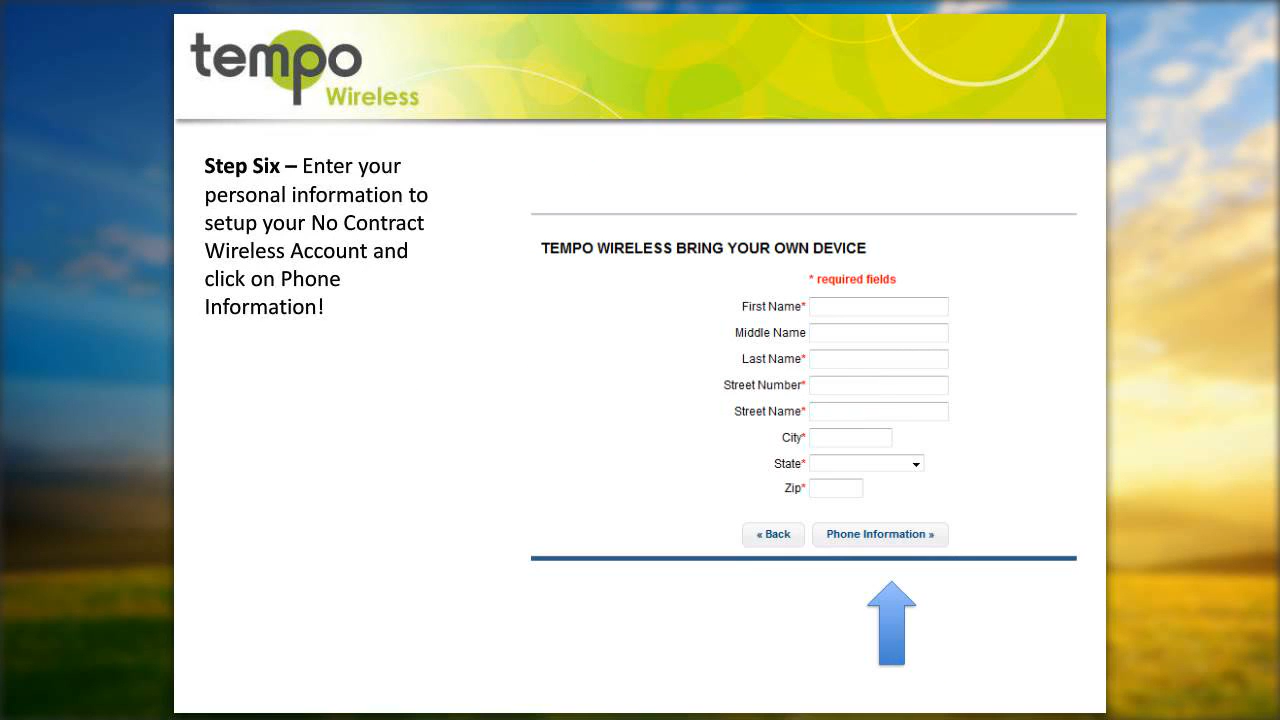 tempo
Wireless
Step Six – Enter your
personal information to
setup your No Contract
Wireless Account and
click on Phone
Information!
TEMPO WIRELESS BRING YOUR OWN DEVICE
* required fields
First Name*
Middle Name
Last Name*
Street Number*
Street Name*
City*
State*
Zip*
« Back Phone Information »